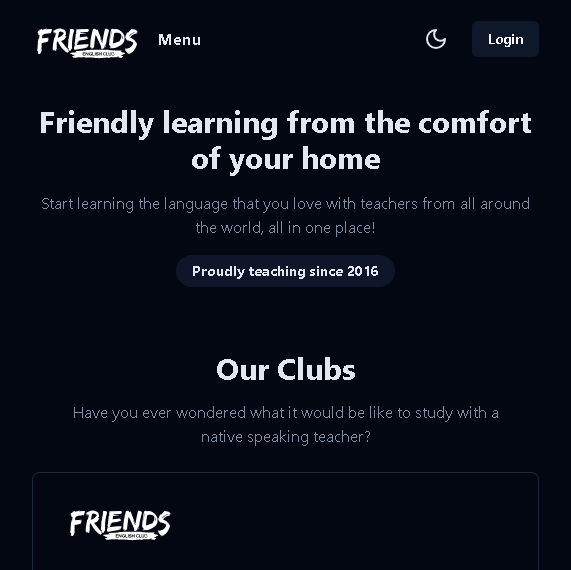 FRIENDS
ENGLISH CLUB
Menu
Login
Friendly learning from the comfort
of your home
Start learning the language that you love with teachers from all around
the world, all in one place!
Proudly teaching since 2016
Our Clubs
Have you ever wondered what it would be like to study with a
native speaking teacher?
FRIENDS
ENGLISH CLUB